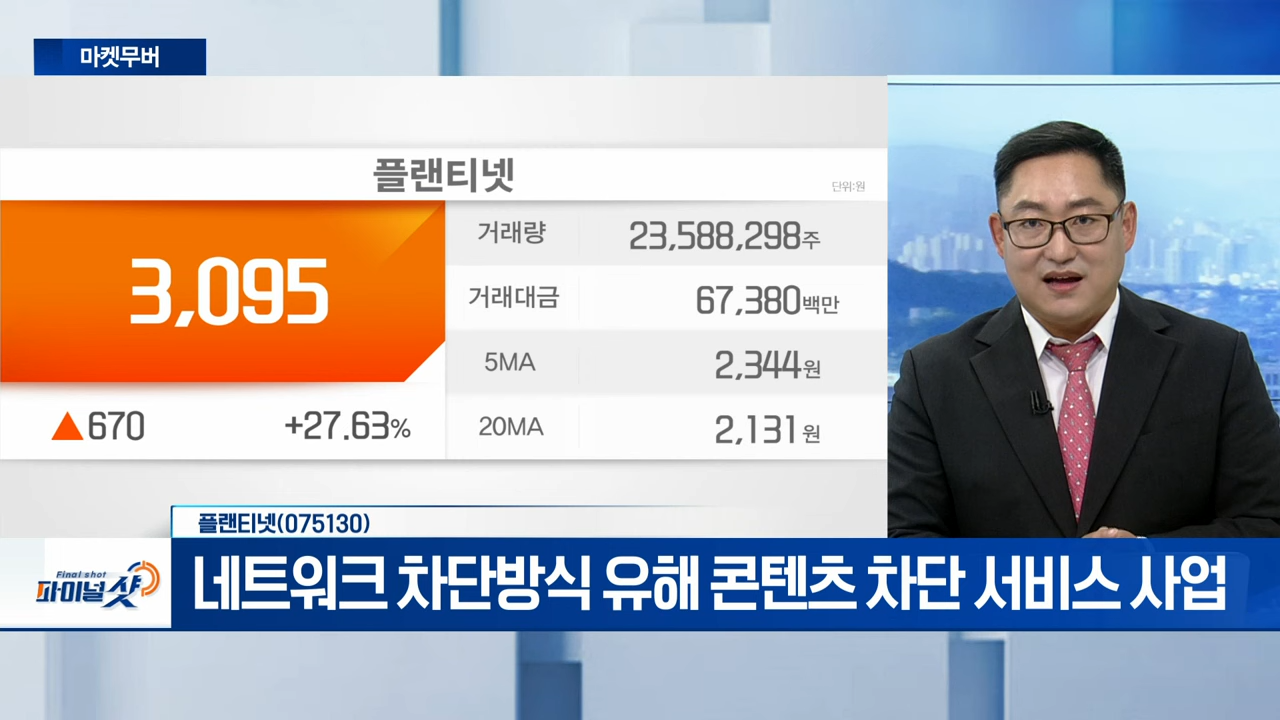 마켓무버
플랜티넷
단위:원
3,095
▲670 +27.63%
거래량 23,588,298주
거래대금 67,380백만
5MA 2,344원
20MA 2,131원
플랜티넷(075130)
Final shot
파이널샷
네트워크 차단방식 유해 콘텐츠 차단 서비스 사업